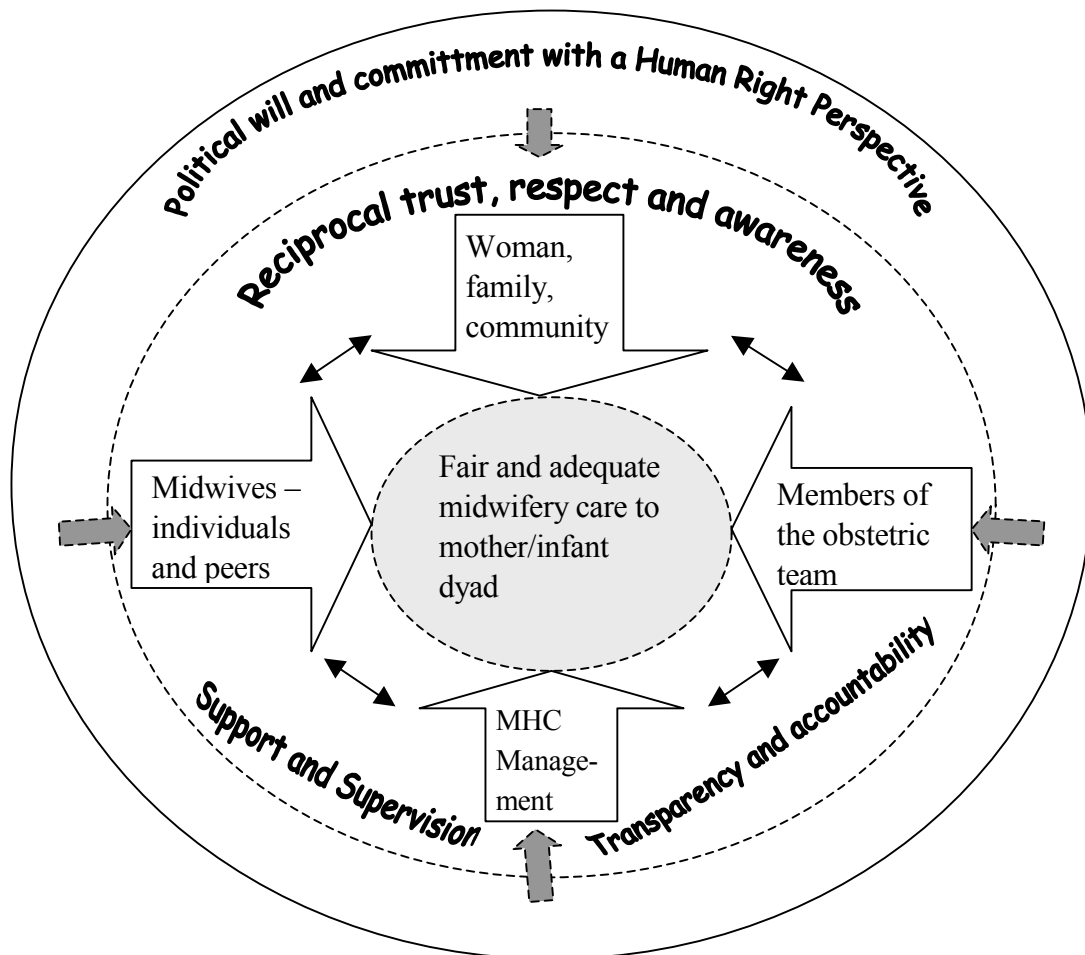 Political will and committment with a Human Right Perspective
Reciprocal trust, respect and awareness
Woman,
family,
community
Midwives –
individuals
and peers
Fair and adequate
midwifery care to
mother/infant
dyad
Members of
the obstetric
team
MHC
Manage-
ment
Support and Supervision
Transparency and accountability